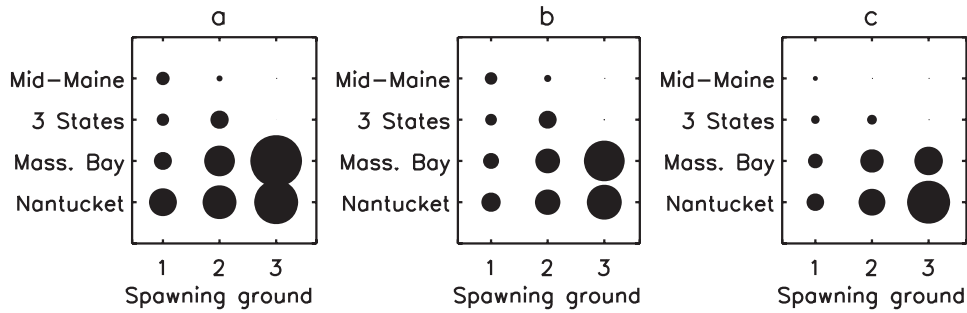 a b c
Mid–Maine Mid–Maine Mid–Maine
3 States 3 States 3 States
Mass. Bay Mass. Bay Mass. Bay
Nantucket Nantucket Nantucket
1 2 3 1 2 3 1 2 3
Spawning ground Spawning ground Spawning ground